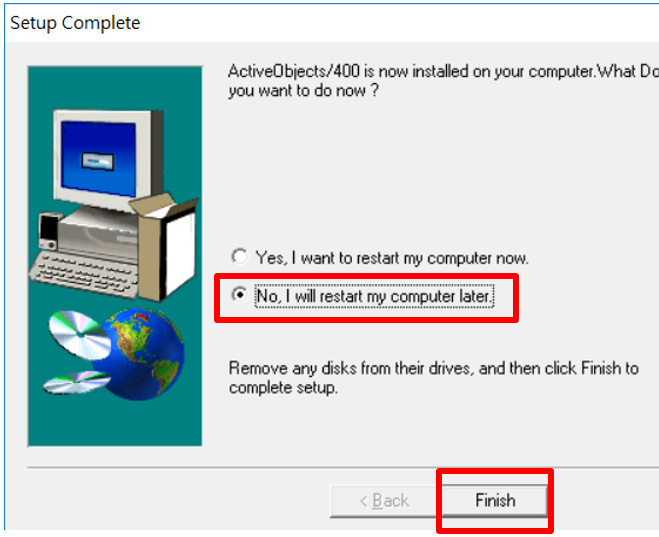 Setup Complete
ActiveObjects/400 is now installed on your computer.What Do
you want to do now ?
Yes, I want to restart my computer now.
No, I will restart my computer later.
Remove any disks from their drives, and then click Finish to
complete setup.
< Back
Finish